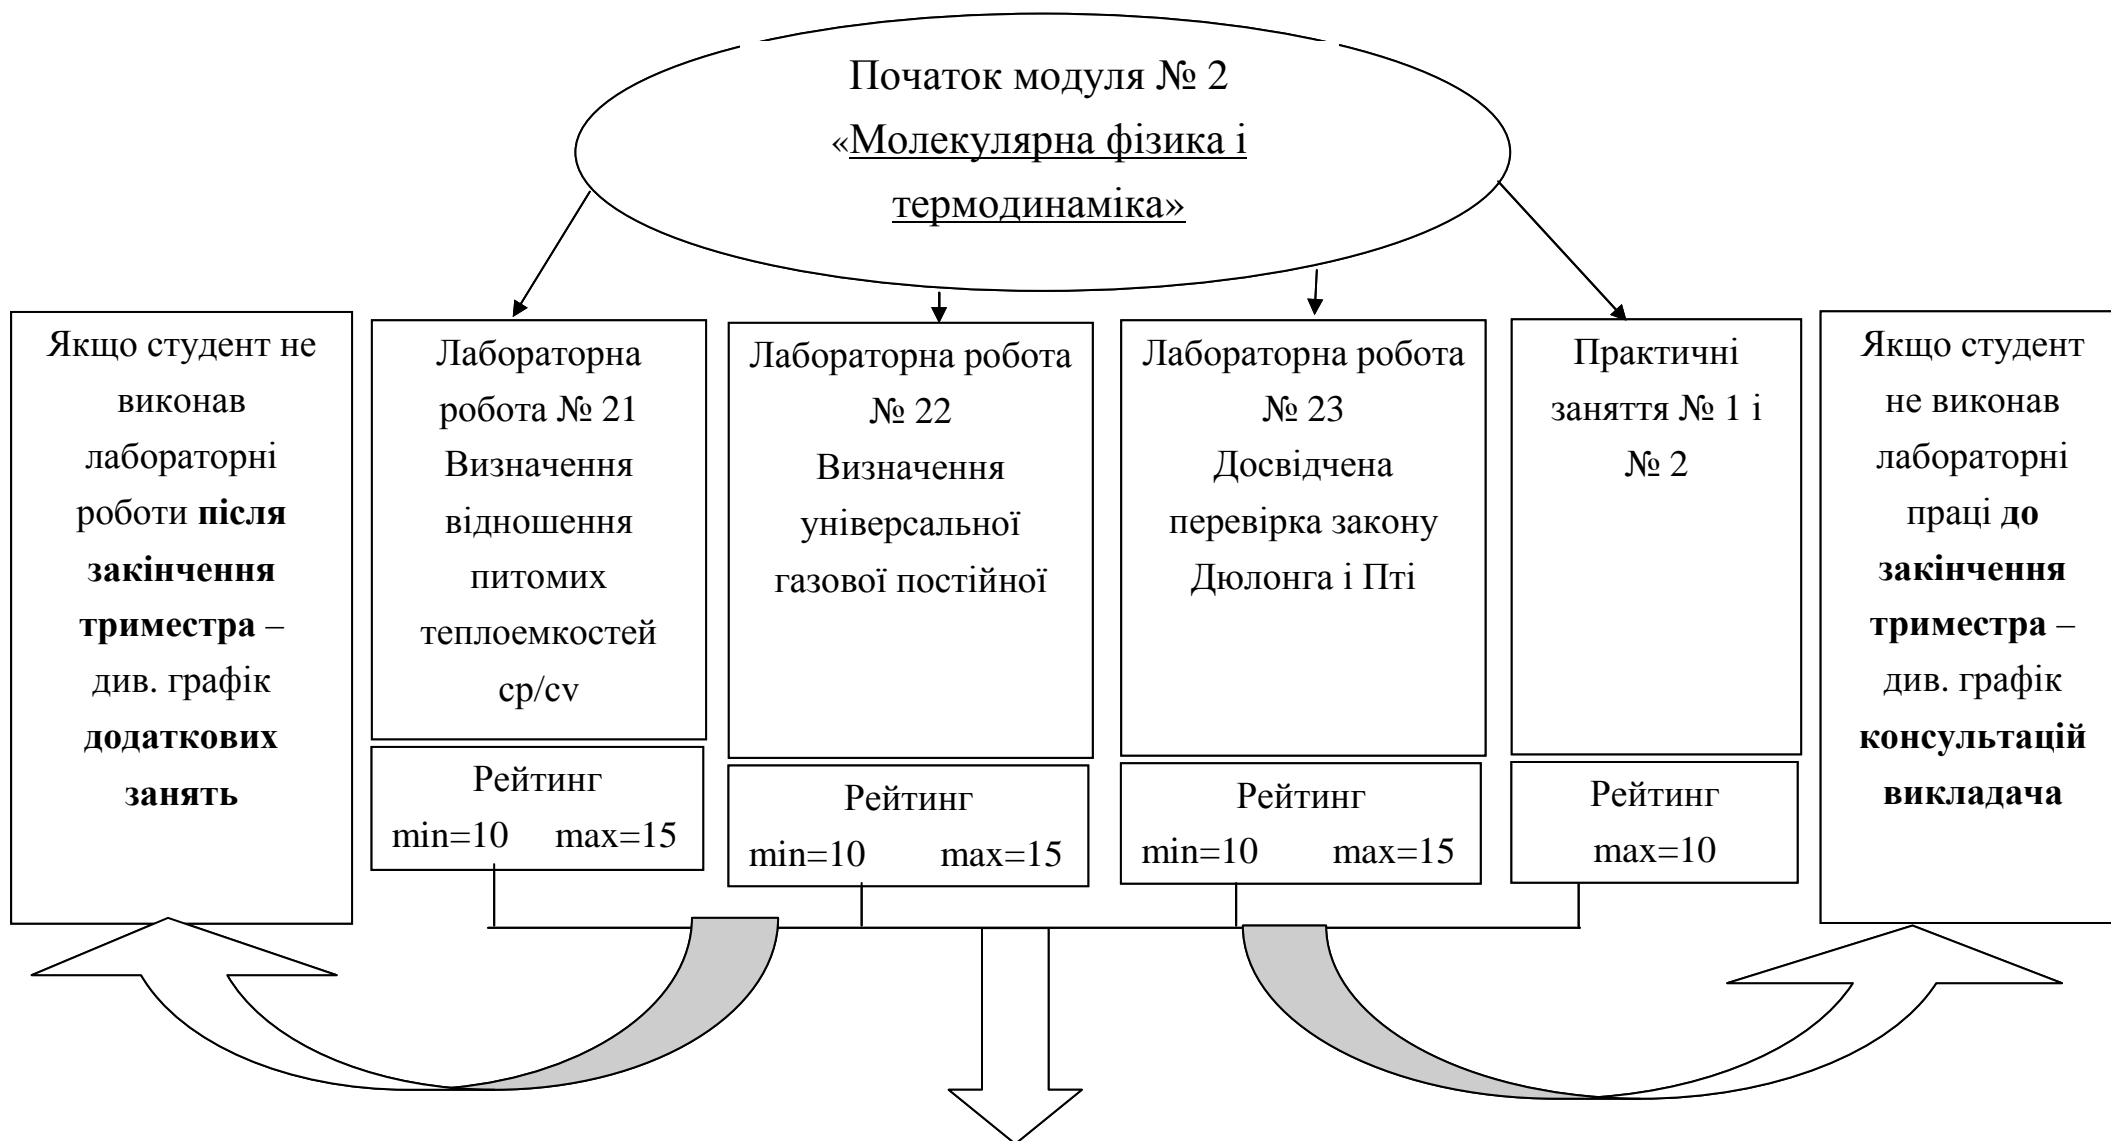 Початок модуля № 2
«Молекулярна фізика і
термодинаміка»
Якщо студент не
виконав
лабораторні
роботи після
закінчення
триместра –
див. графік
додаткових
занять
Лабораторна
робота № 21
Визначення
відношення
питомих
теплоемкостей
cp/cv
Рейтинг
min=10 max=15
Лабораторна робота
№ 22
Визначення
універсальної
газової постійної
Рейтинг
min=10 max=15
Лабораторна робота
№ 23
Досвідчена
перевірка закону
Дюлонга і Пті
Рейтинг
min=10 max=15
Практичні
заняття № 1 і
№ 2
Рейтинг
max=10
Якщо студент
не виконав
лабораторні
праці до
закінчення
триместра –
див. графік
консультацій
викладача